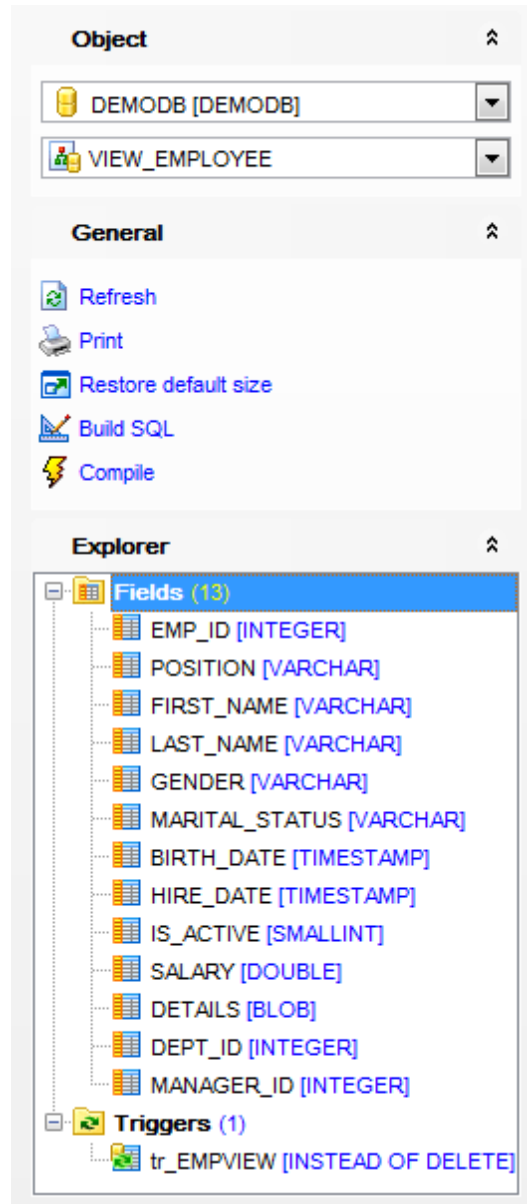 Object
DEMODB [DEMODB]
VIEW_EMPLOYEE
General
Refresh
Print
Restore default size
Build SQL
Compile
Explorer
Fields (13)
EMP_ID [INTEGER]
POSITION [VARCHAR]
FIRST_NAME [VARCHAR]
LAST_NAME [VARCHAR]
GENDER [VARCHAR]
MARITAL_STATUS [VARCHAR]
BIRTH_DATE [TIMESTAMP]
HIRE_DATE [TIMESTAMP]
IS_ACTIVE [SMALLINT]
SALARY [DOUBLE]
DETAILS [BLOB]
DEPT_ID [INTEGER]
MANAGER_ID [INTEGER]
Triggers (1)
tr_EMPVIEW [INSTEAD OF DELETE]